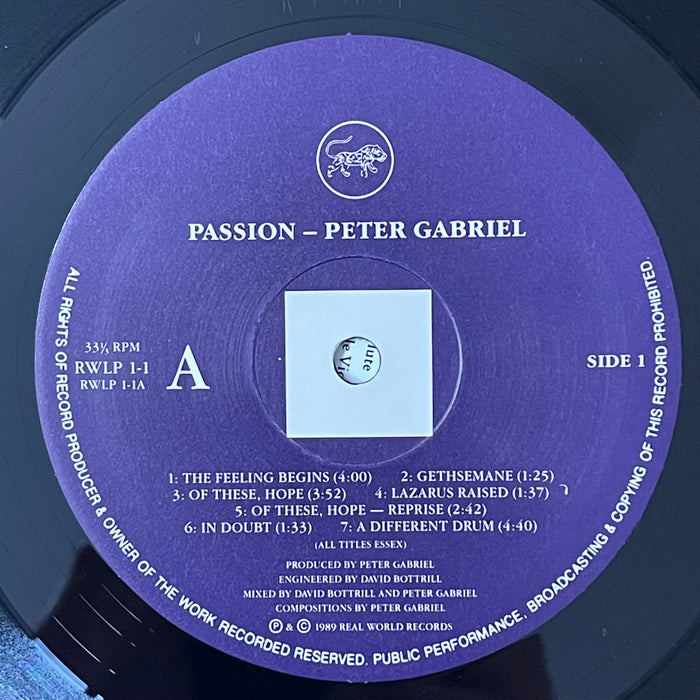 PASSION – PETER GABRIEL
33⅓ RPM
RWLP 1-1
RWLP 1-1A
A
SIDE 1
lute
le Vi
1: THE FEELING BEGINS (4:00) 2: GETHSEMANE (1:25)
3: OF THESE, HOPE (3:52) 4: LAZARUS RAISED (1:37)
5: OF THESE, HOPE — REPRISE (2:42)
6: IN DOUBT (1:33) 7: A DIFFERENT DRUM (4:40)
(ALL TITLES ESSEX)
PRODUCED BY PETER GABRIEL
ENGINEERED BY DAVID BOTTRILL
MIXED BY DAVID BOTTRILL AND PETER GABRIEL
COMPOSITIONS BY PETER GABRIEL
Ⓟ & © 1989 REAL WORLD RECORDS
ALL RIGHTS OF RECORD PRODUCER & OWNER OF THE WORK RECORDED RESERVED. PUBLIC PERFORMANCE, BROADCASTING & COPYING OF THIS RECORD PROHIBITED.